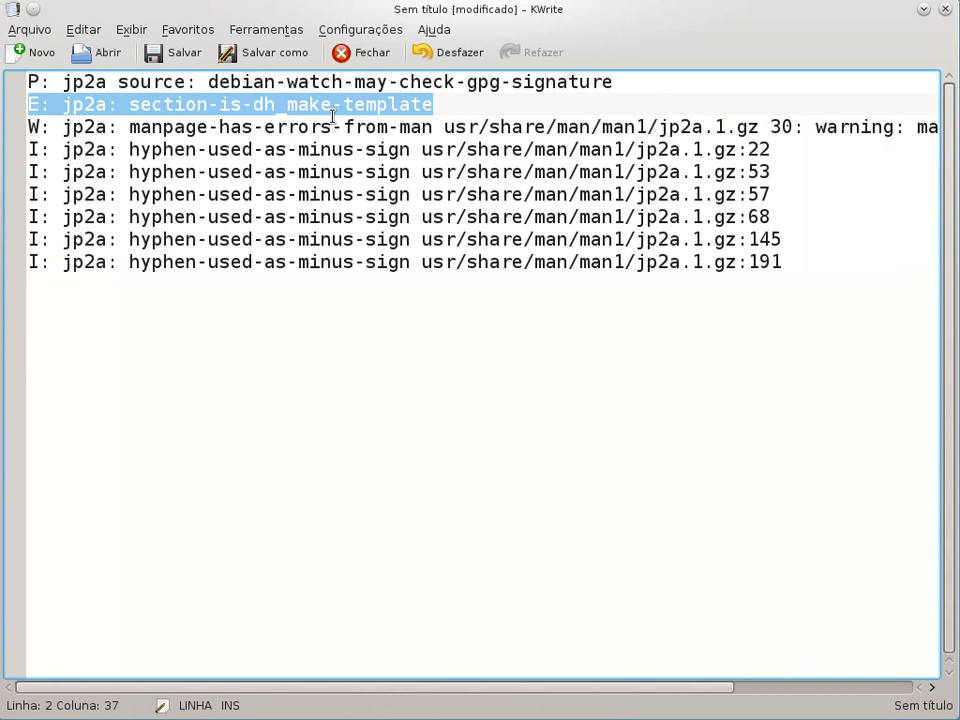 Sem título [modificado] – KWrite
Arquivo Editar Exibir Favoritos Ferramentas Configurações Ajuda
Novo Abrir Salvar Salvar como Fechar Desfazer Refazer
P: jp2a source: debian-watch-may-check-gpg-signature
E: jp2a: section-is-dh_make-template
W: jp2a: manpage-has-errors-from-man usr/share/man/man1/jp2a.1.gz 30: warning: ma
I: jp2a: hyphen-used-as-minus-sign usr/share/man/man1/jp2a.1.gz:22
I: jp2a: hyphen-used-as-minus-sign usr/share/man/man1/jp2a.1.gz:53
I: jp2a: hyphen-used-as-minus-sign usr/share/man/man1/jp2a.1.gz:57
I: jp2a: hyphen-used-as-minus-sign usr/share/man/man1/jp2a.1.gz:68
I: jp2a: hyphen-used-as-minus-sign usr/share/man/man1/jp2a.1.gz:145
I: jp2a: hyphen-used-as-minus-sign usr/share/man/man1/jp2a.1.gz:191
Linha: 2 Coluna: 37 LINHA INS Sem título